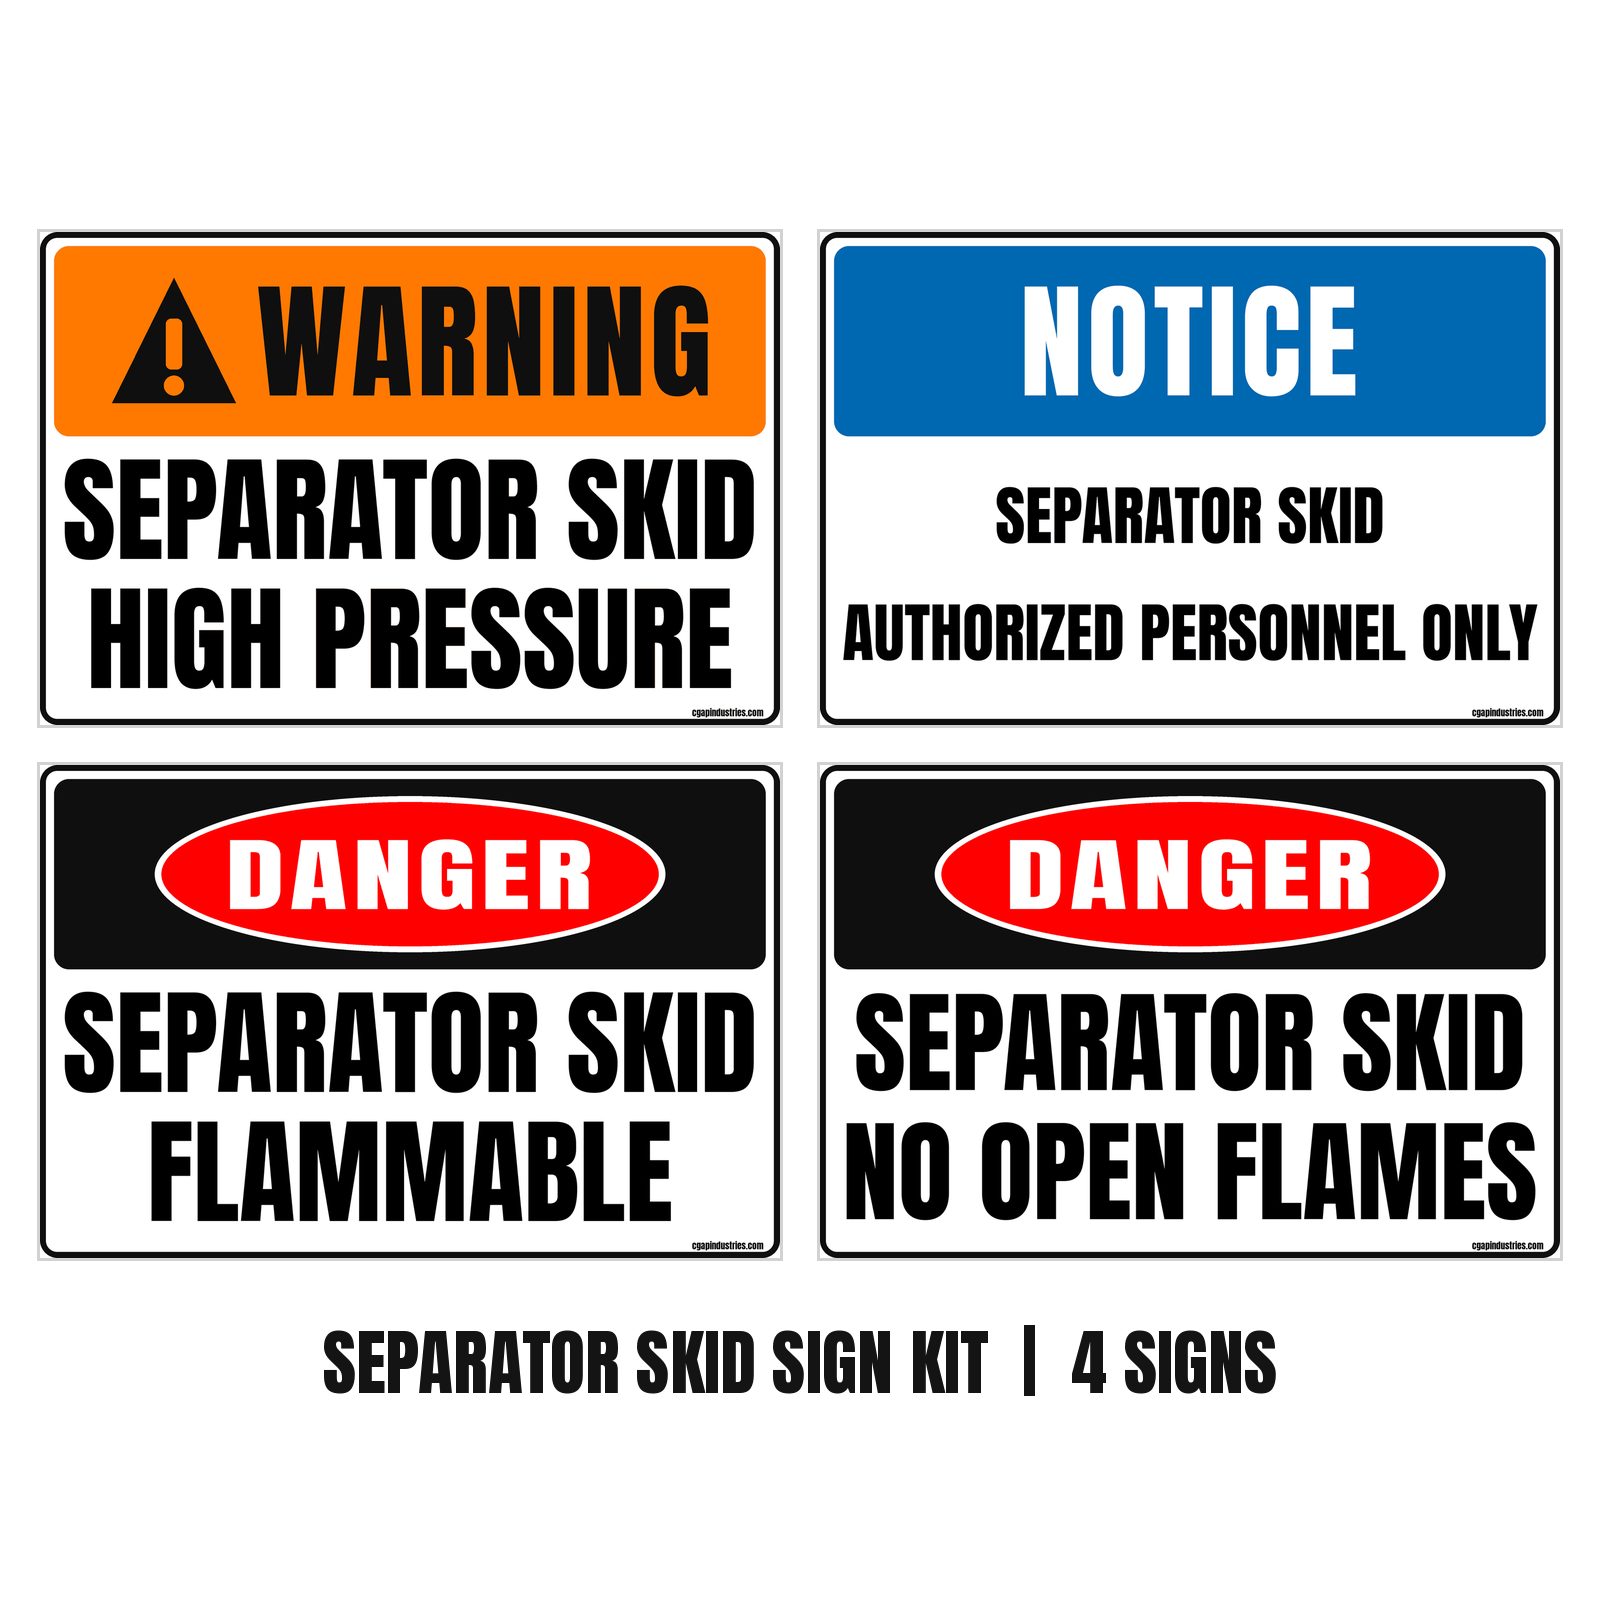 WARNING
SEPARATOR SKID
HIGH PRESSURE
cgapindustries.com
NOTICE
SEPARATOR SKID
AUTHORIZED PERSONNEL ONLY
cgapindustries.com
DANGER
SEPARATOR SKID
FLAMMABLE
cgapindustries.com
DANGER
SEPARATOR SKID
NO OPEN FLAMES
cgapindustries.com
SEPARATOR SKID SIGN KIT | 4 SIGNS